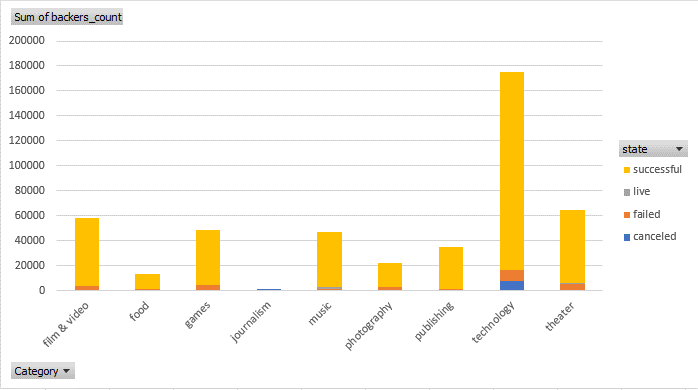 Sum of backers_count
200000
180000
160000
140000
120000
100000
80000
60000
40000
20000
0
film & video
food
games
journalism
music
photography
publishing
technology
theater
state
successful
live
failed
canceled
Category